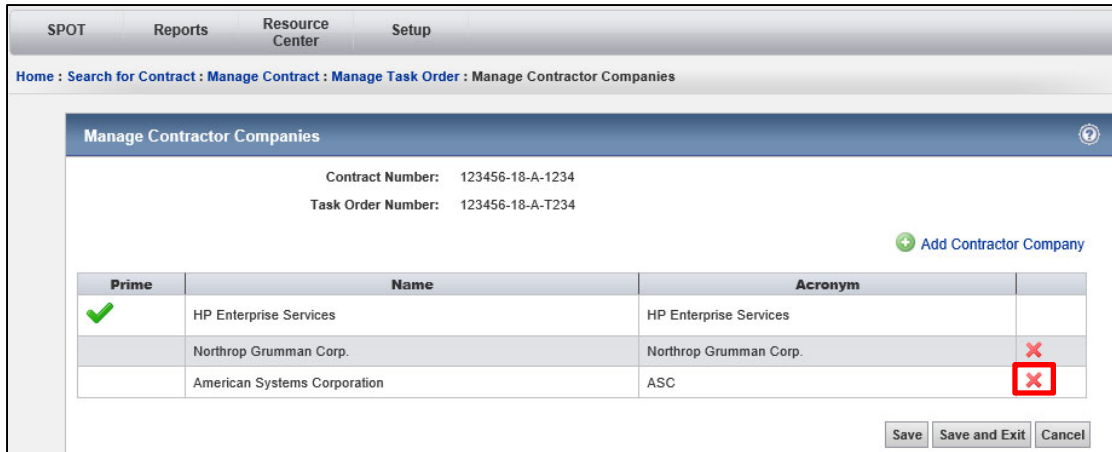 SPOT Reports Resource Center Setup
Home : Search for Contract : Manage Contract : Manage Task Order : Manage Contractor Companies
Manage Contractor Companies
Contract Number: 123456-18-A-1234
Task Order Number: 123456-18-A-T234
Add Contractor Company
Prime Name Acronym
HP Enterprise Services HP Enterprise Services
Northrop Grumman Corp. Northrop Grumman Corp.
American Systems Corporation ASC
Save Save and Exit Cancel